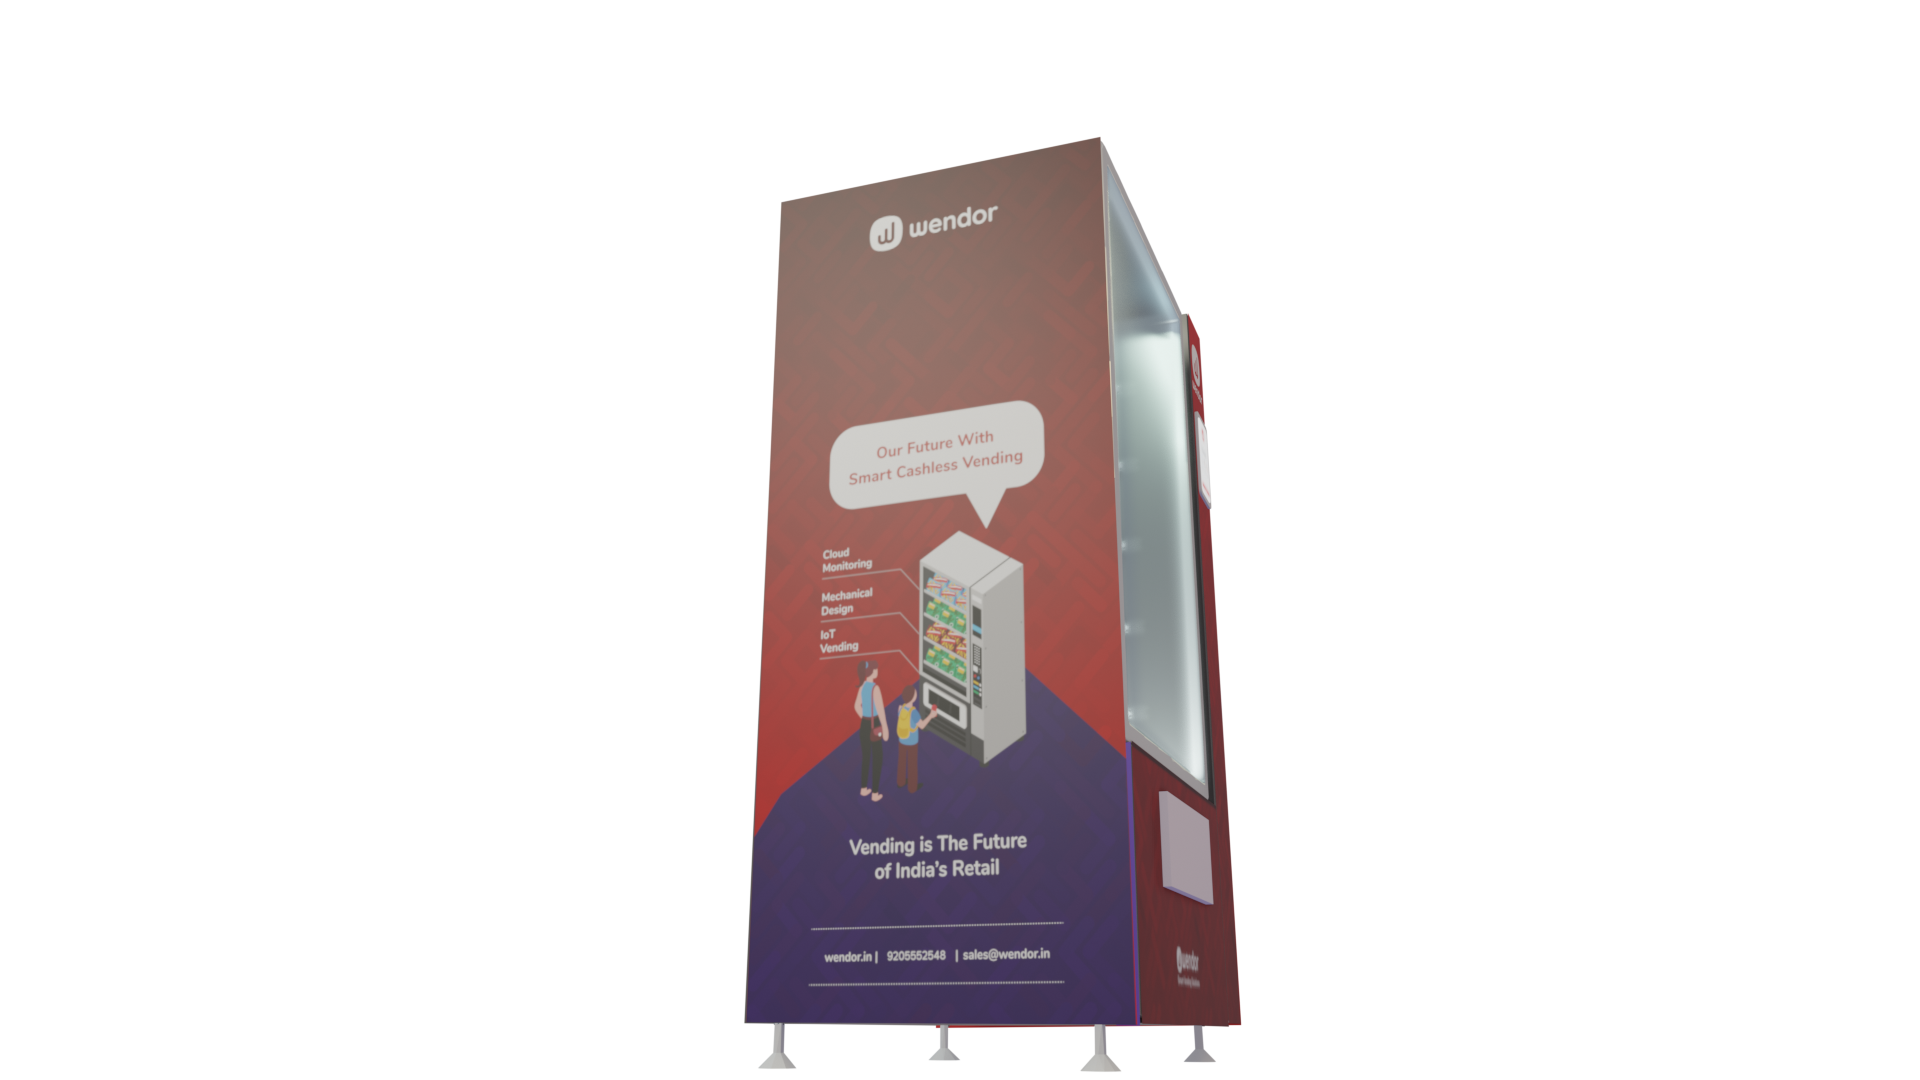 wendor
Our Future With
Smart Cashless Vending
Cloud
Monitoring
Mechanical
Design
IoT
Vending
Vending is The Future
of India's Retail
wendor.in | 9205552548 | sales@wendor.in
wendor